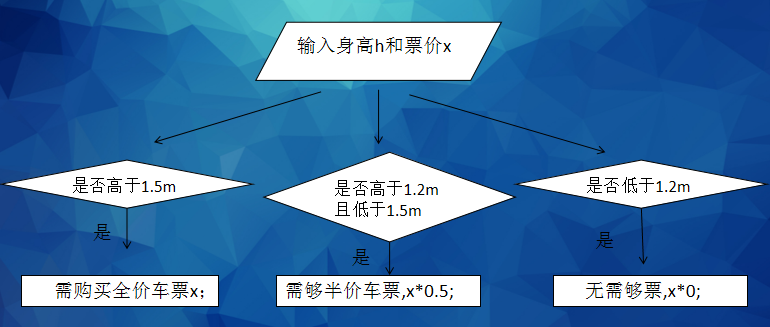 输入身高h和票价x
是否高于1.5m
是否高于1.2m
且低于1.5m
是否低于1.2m
是
是
是
需购买全价车票x；
需够半价车票,x*0.5;
无需够票,x*0;